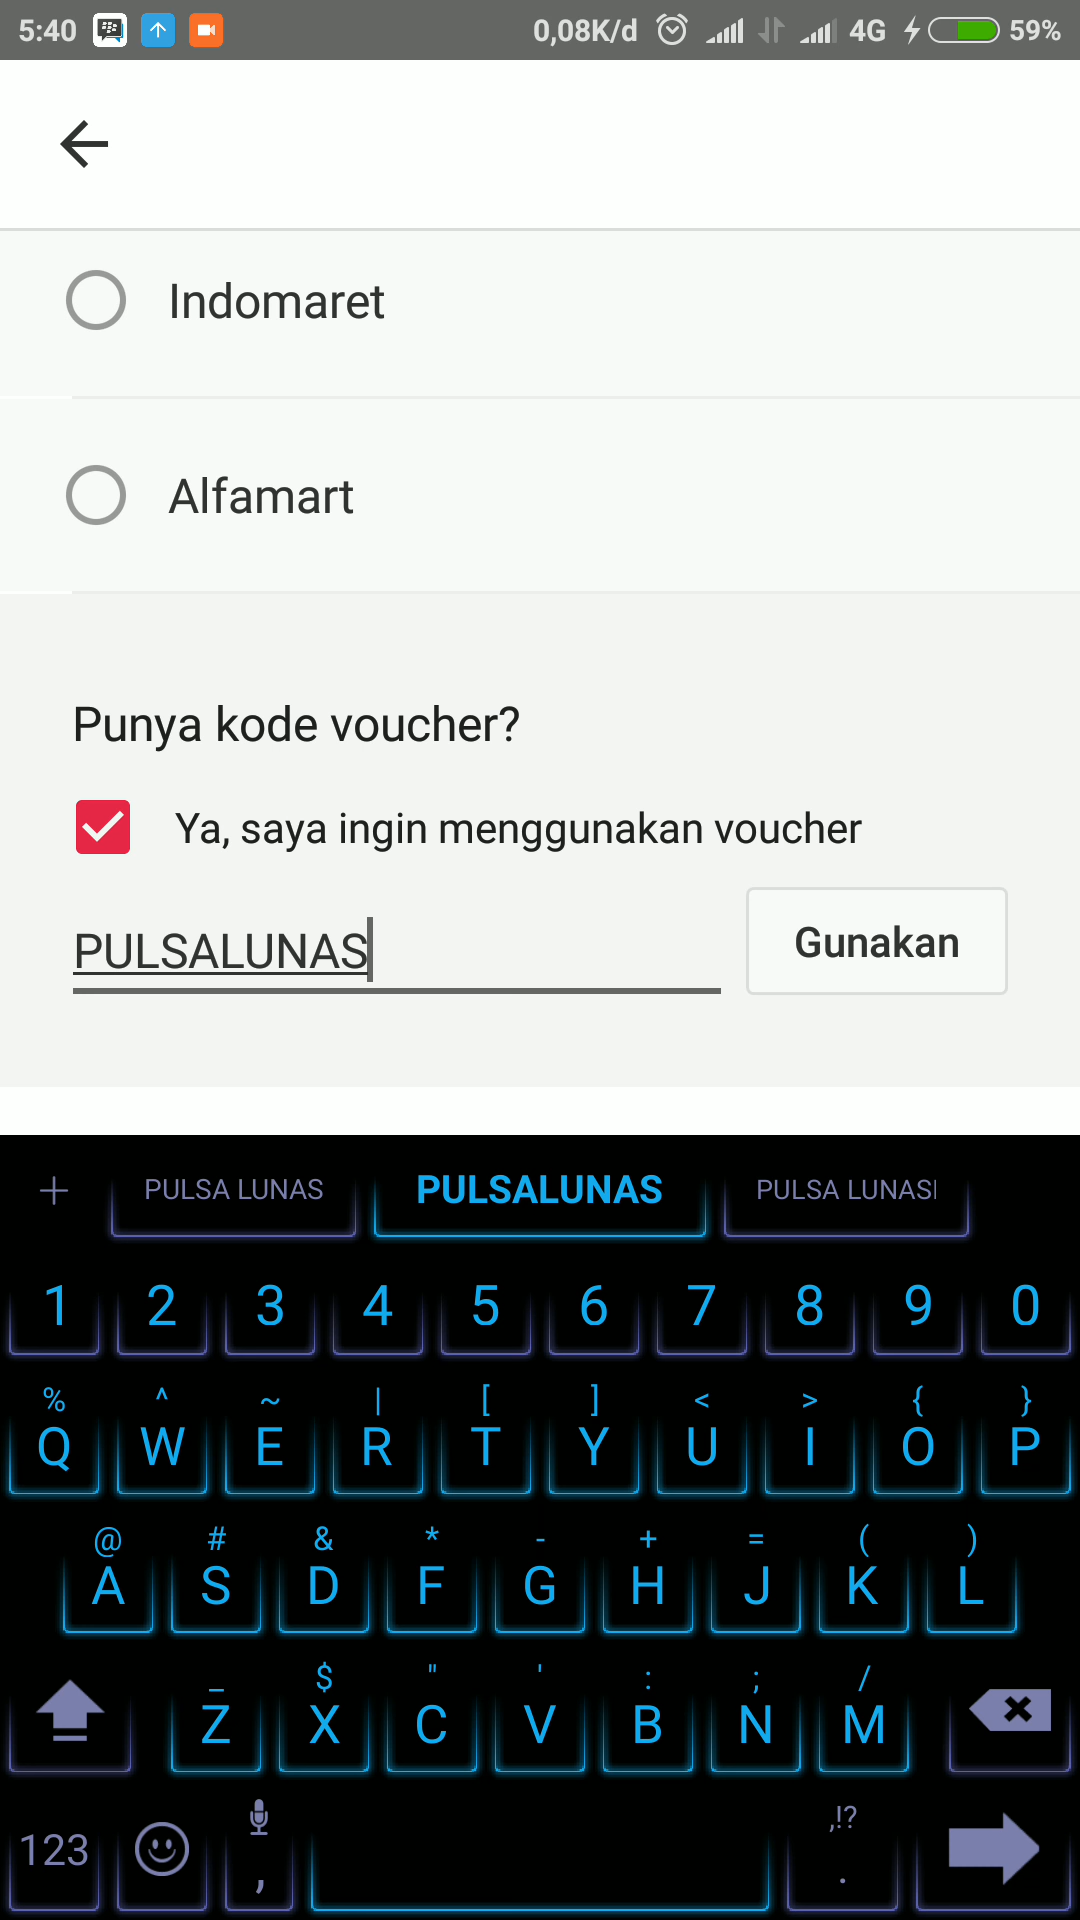 5:40 0,08K/d 4G 59%
Indomaret
Alfamart
Punya kode voucher?
Ya, saya ingin menggunakan voucher
PULSALUNAS Gunakan
+ PULSA LUNAS PULSALUNAS PULSA LUNASI
1 2 3 4 5 6 7 8 9 0
% ^ ~ | [ ] < > { }
Q W E R T Y U I O P
@ # & * - + = ( )
A S D F G H J K L
_ $ " ' : ; /
Z X C V B N M
,!?
123 , .